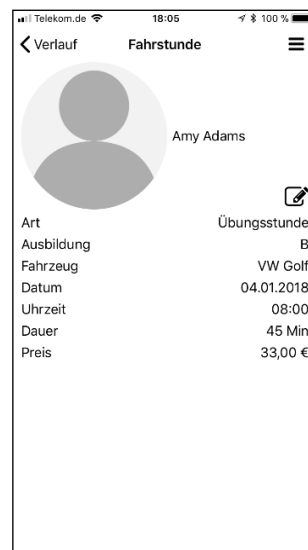 Telekom.de 18:05 100 %
Verlauf Fahrstunde
Amy Adams
Art Übungsstunde
Ausbildung B
Fahrzeug VW Golf
Datum 04.01.2018
Uhrzeit 08:00
Dauer 45 Min
Preis 33,00 €